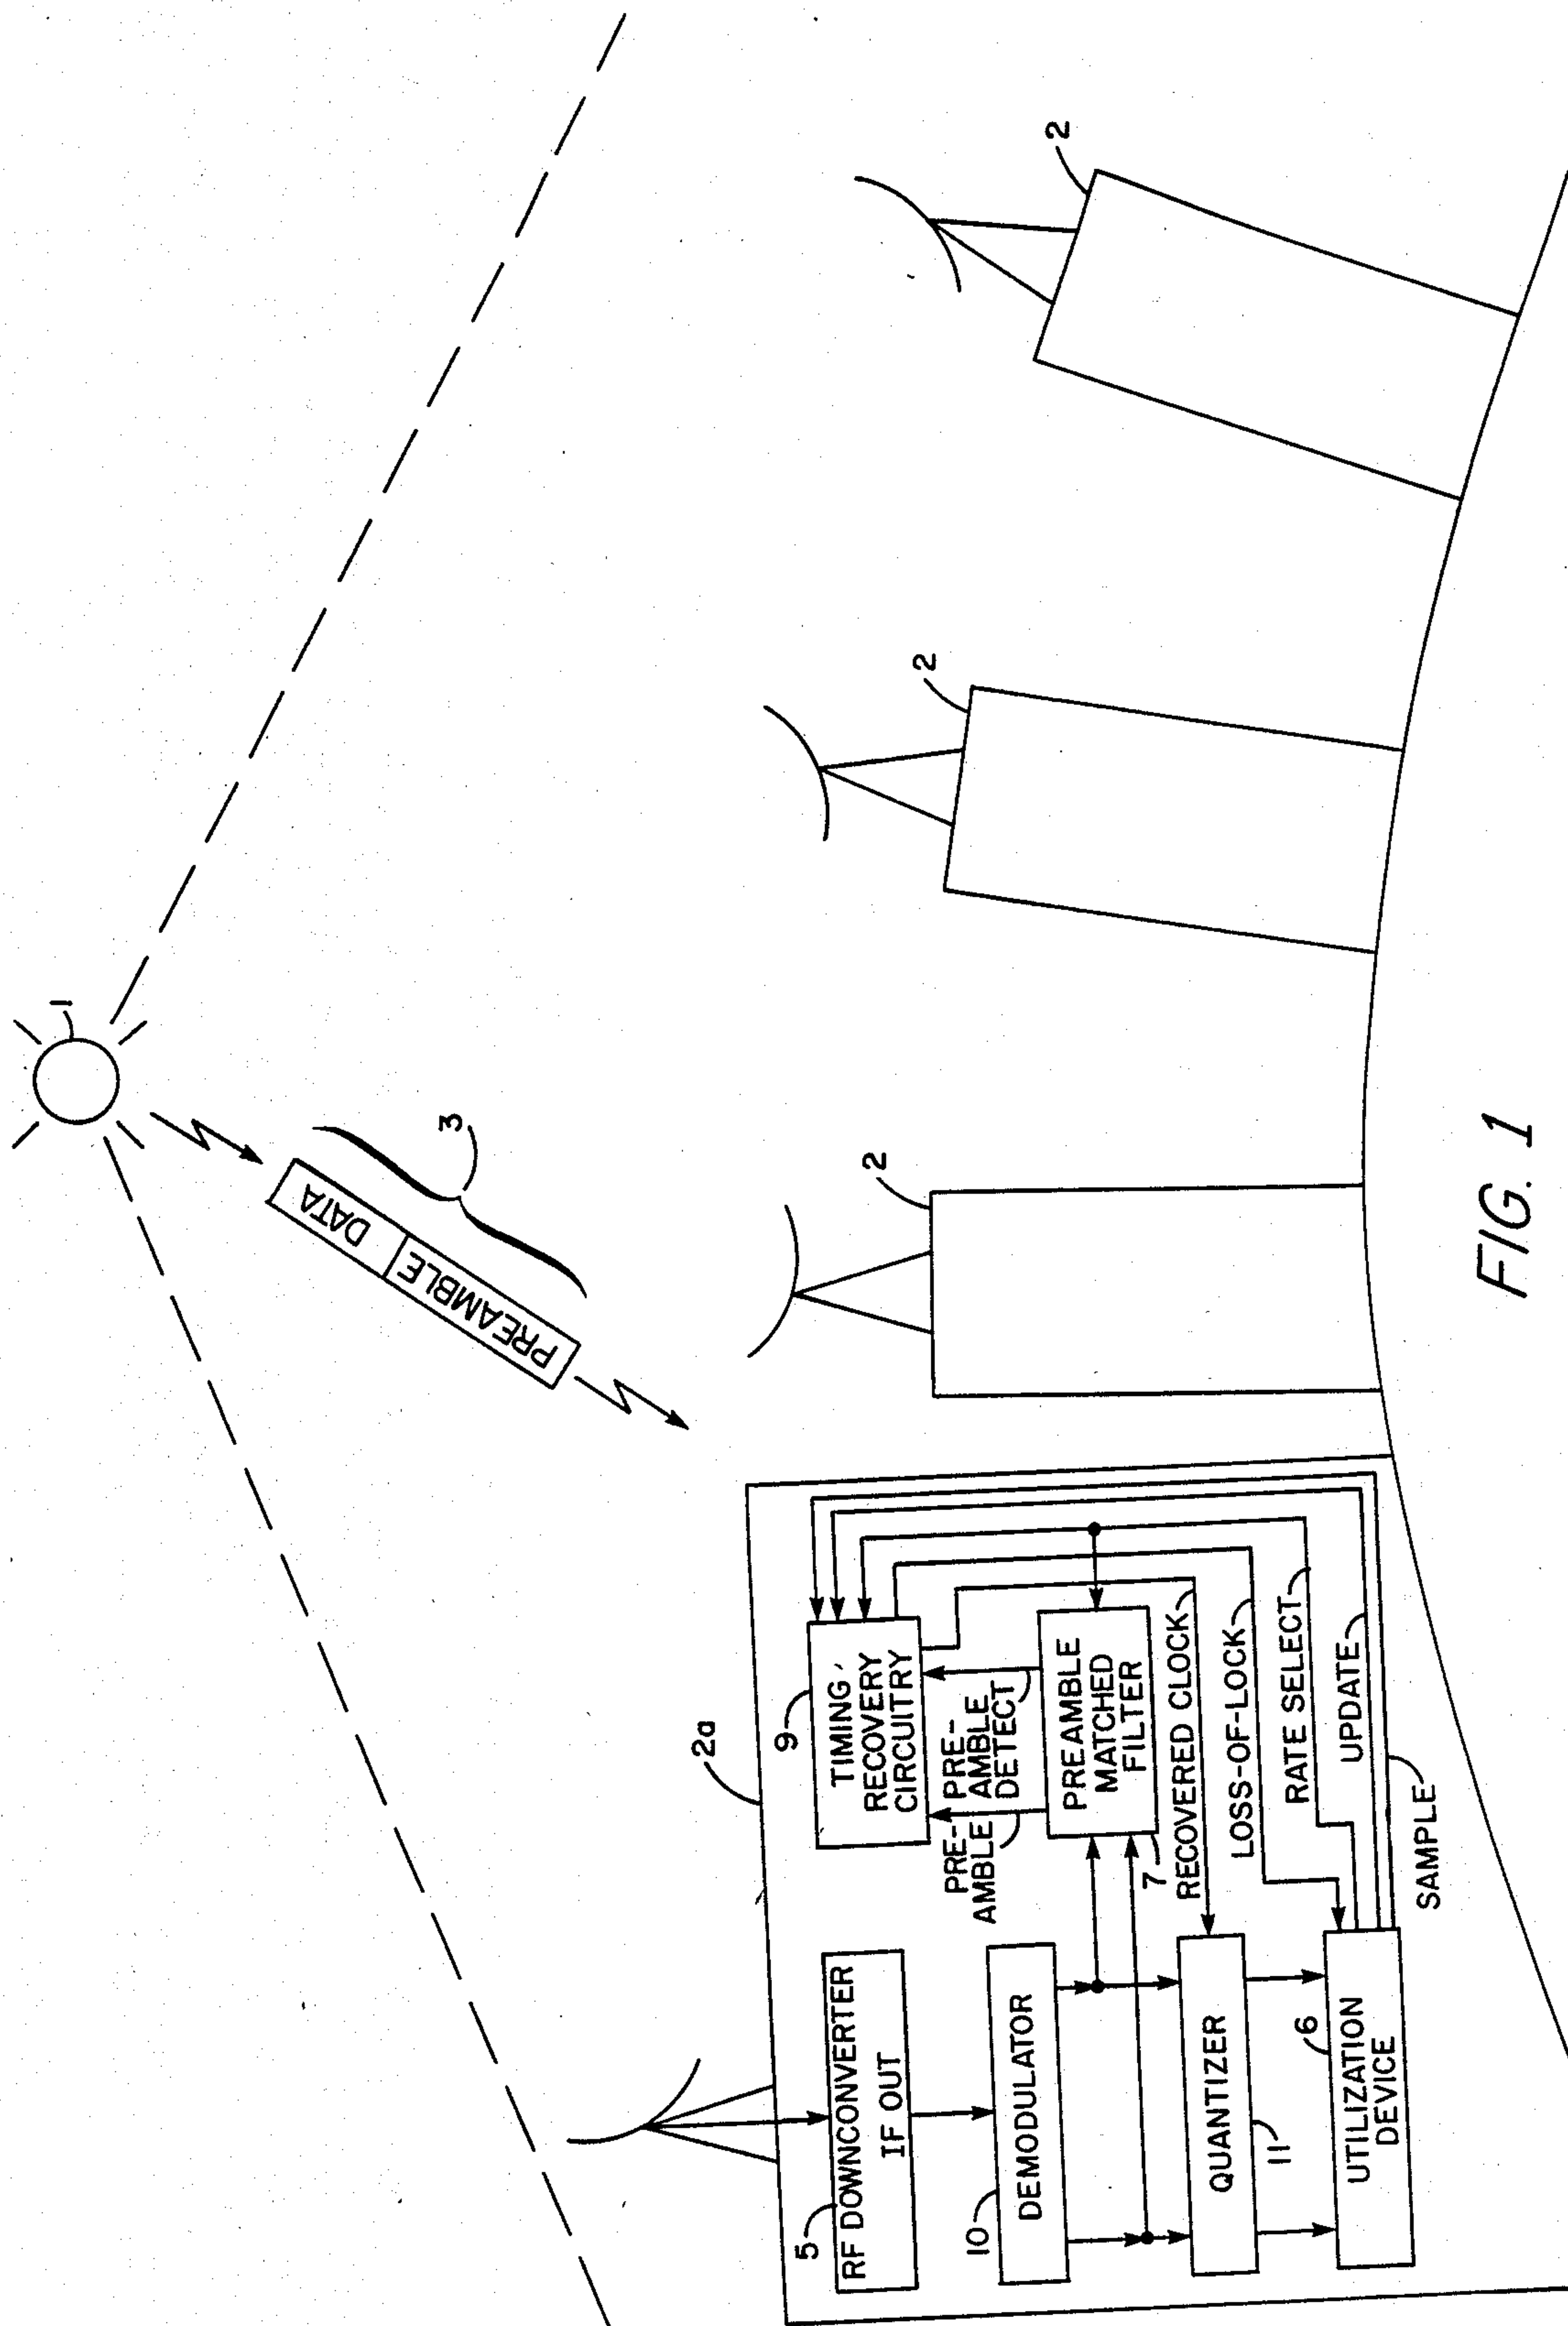 1
DATA
PREAMBLE
3
2
2
2
2a
5
RF DOWNCONVERTER
IF OUT
9
TIMING
RECOVERY
CIRCUITRY
PRE-
AMBLE
PRE-
AMBLE
DETECT
10
DEMODULATOR
PREAMBLE
MATCHED
FILTER
7
RECOVERED CLOCK
QUANTIZER
11
LOSS-OF-LOCK
RATE SELECT
6
UTILIZATION
DEVICE
UPDATE
SAMPLE
FIG. 1